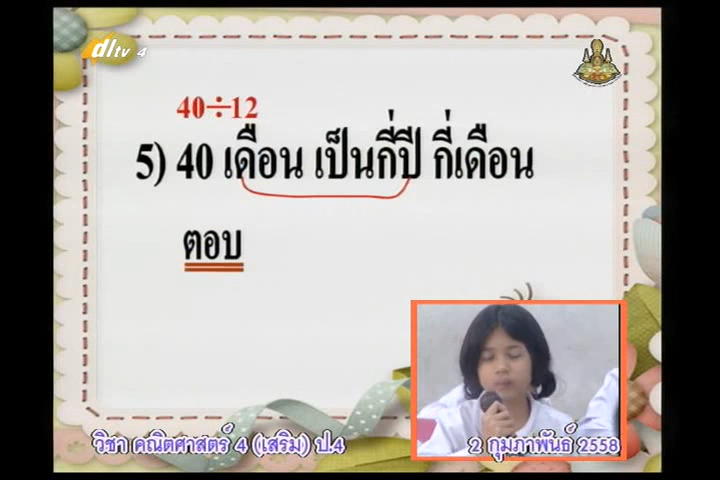 dltv 4
40÷12
5) 40 เดือน เป็นกี่ปี กี่เดือน
ตอบ
วิชา คณิตศาสตร์ 4 (เสริม) ป.4
2 กุมภาพันธ์ 2558